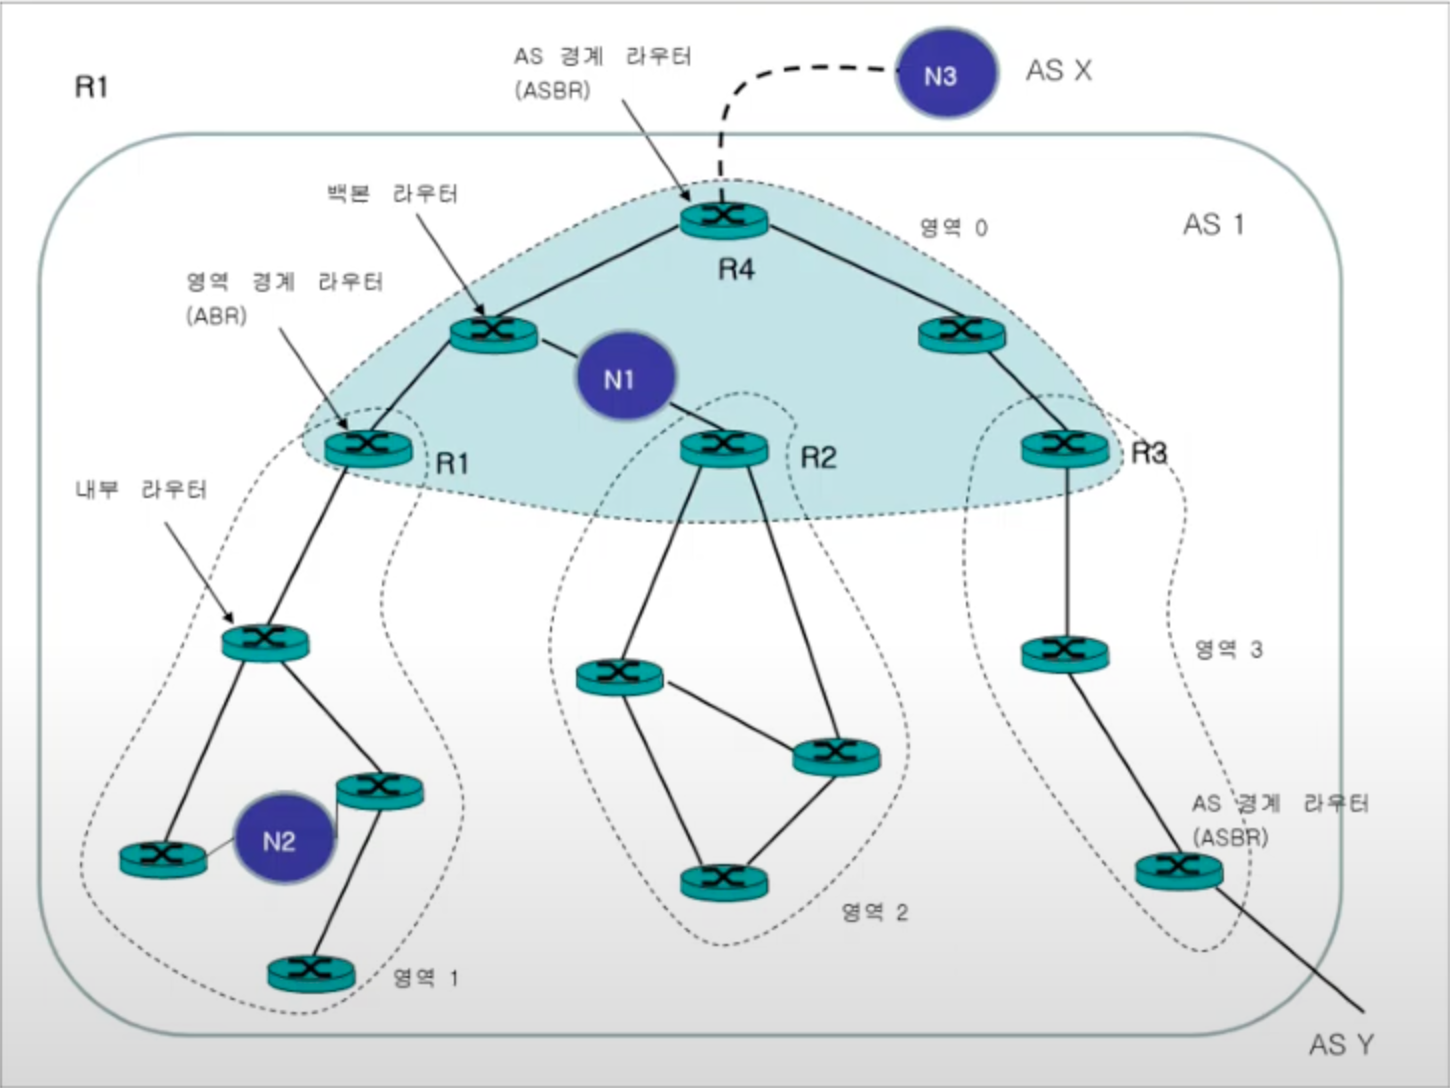 R1
AS 경계 라우터
(ASBR)
N3
AS X
백본 라우터
영역 0
AS 1
R4
영역 경계 라우터
(ABR)
N1
R1
R2
R3
내부 라우터
영역 3
AS 경계 라우터
(ASBR)
N2
영역 2
영역 1
AS Y